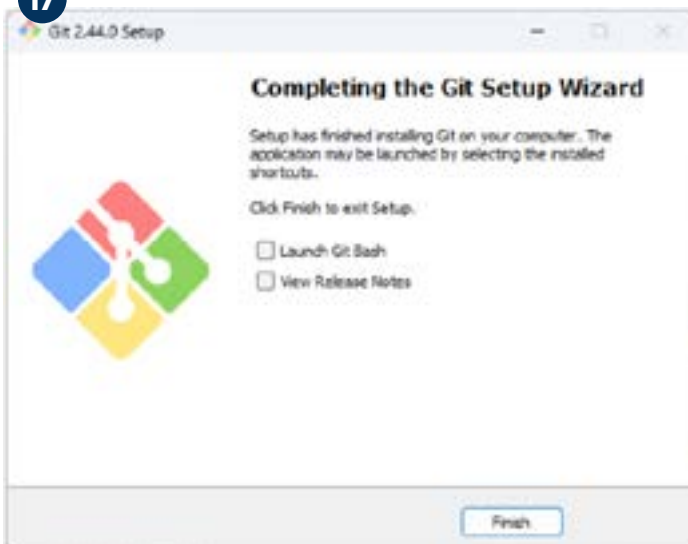 17
Git 2.44.0 Setup
Completing the Git Setup Wizard
Setup has finished installing Git on your computer. The
application may be launched by selecting the installed
shortcuts.
Click Finish to exit Setup.
Launch Git Bash
View Release Notes
Finish